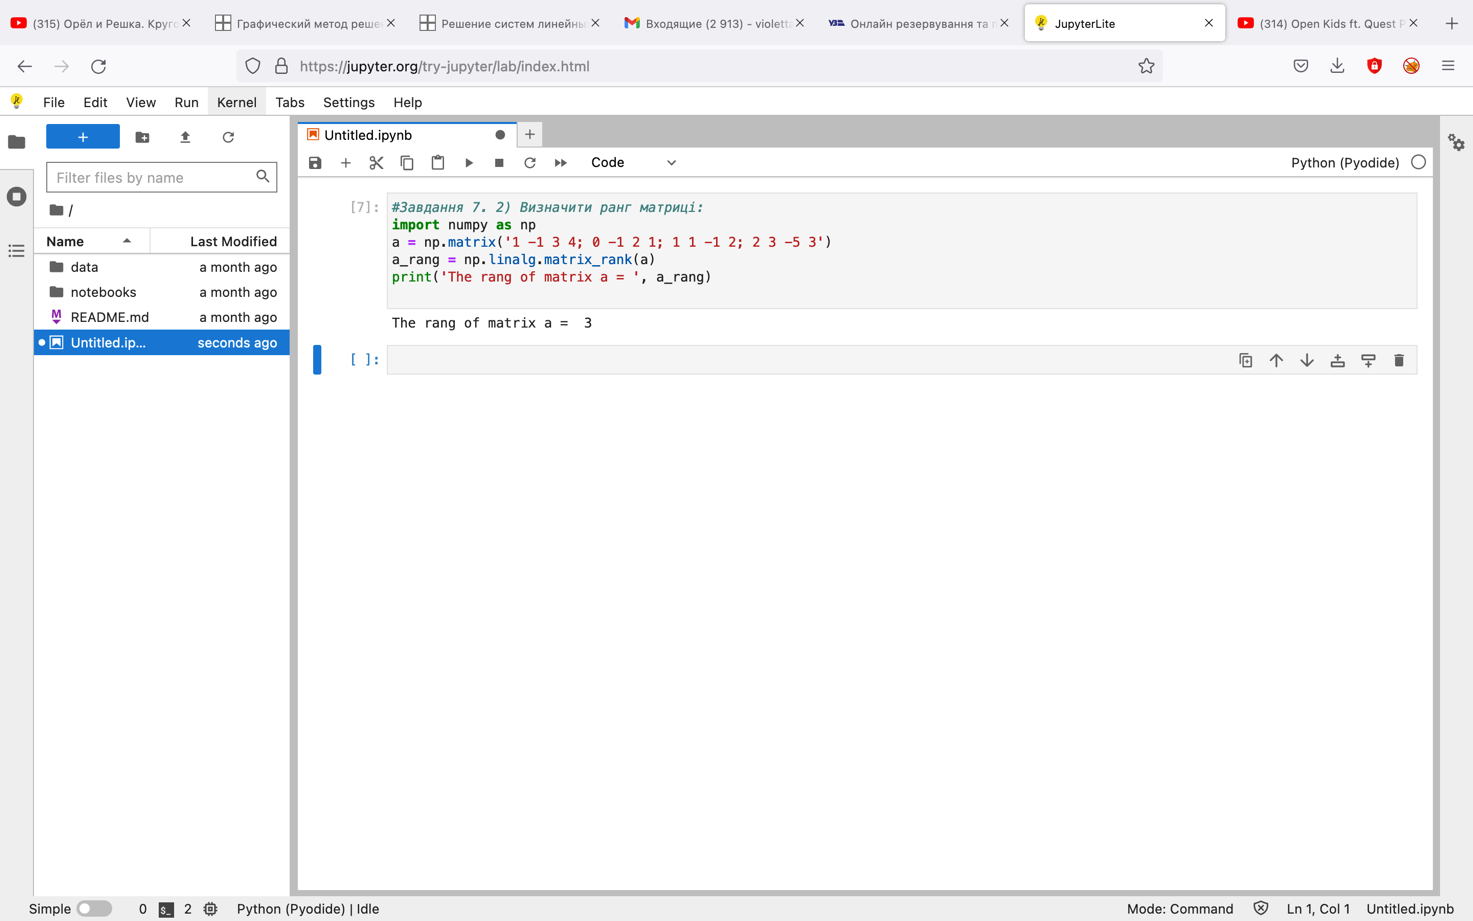 (315) Орёл и Решка. Круго
Графический метод реше
Решение систем линейны
Входящие (2 913) – violetta
УЗ Онлайн резервування та п
JupyterLite
(314) Open Kids ft. Quest P
https://jupyter.org/try-jupyter/lab/index.html
File Edit View Run Kernel Tabs Settings Help
+
Filter files by name
/
Name Last Modified
data a month ago
notebooks a month ago
M README.md a month ago
Untitled.ip... seconds ago
Untitled.ipynb
Code Python (Pyodide)
[7]: #Завдання 7. 2) Визначити ранг матриці:
import numpy as np
a = np.matrix('1 -1 3 4; 0 -1 2 1; 1 1 -1 2; 2 3 -5 3')
a_rang = np.linalg.matrix_rank(a)
print('The rang of matrix a = ', a_rang)
The rang of matrix a =  3
[ ]:
Simple 0 $_ 2 Python (Pyodide) | Idle Mode: Command Ln 1, Col 1 Untitled.ipynb